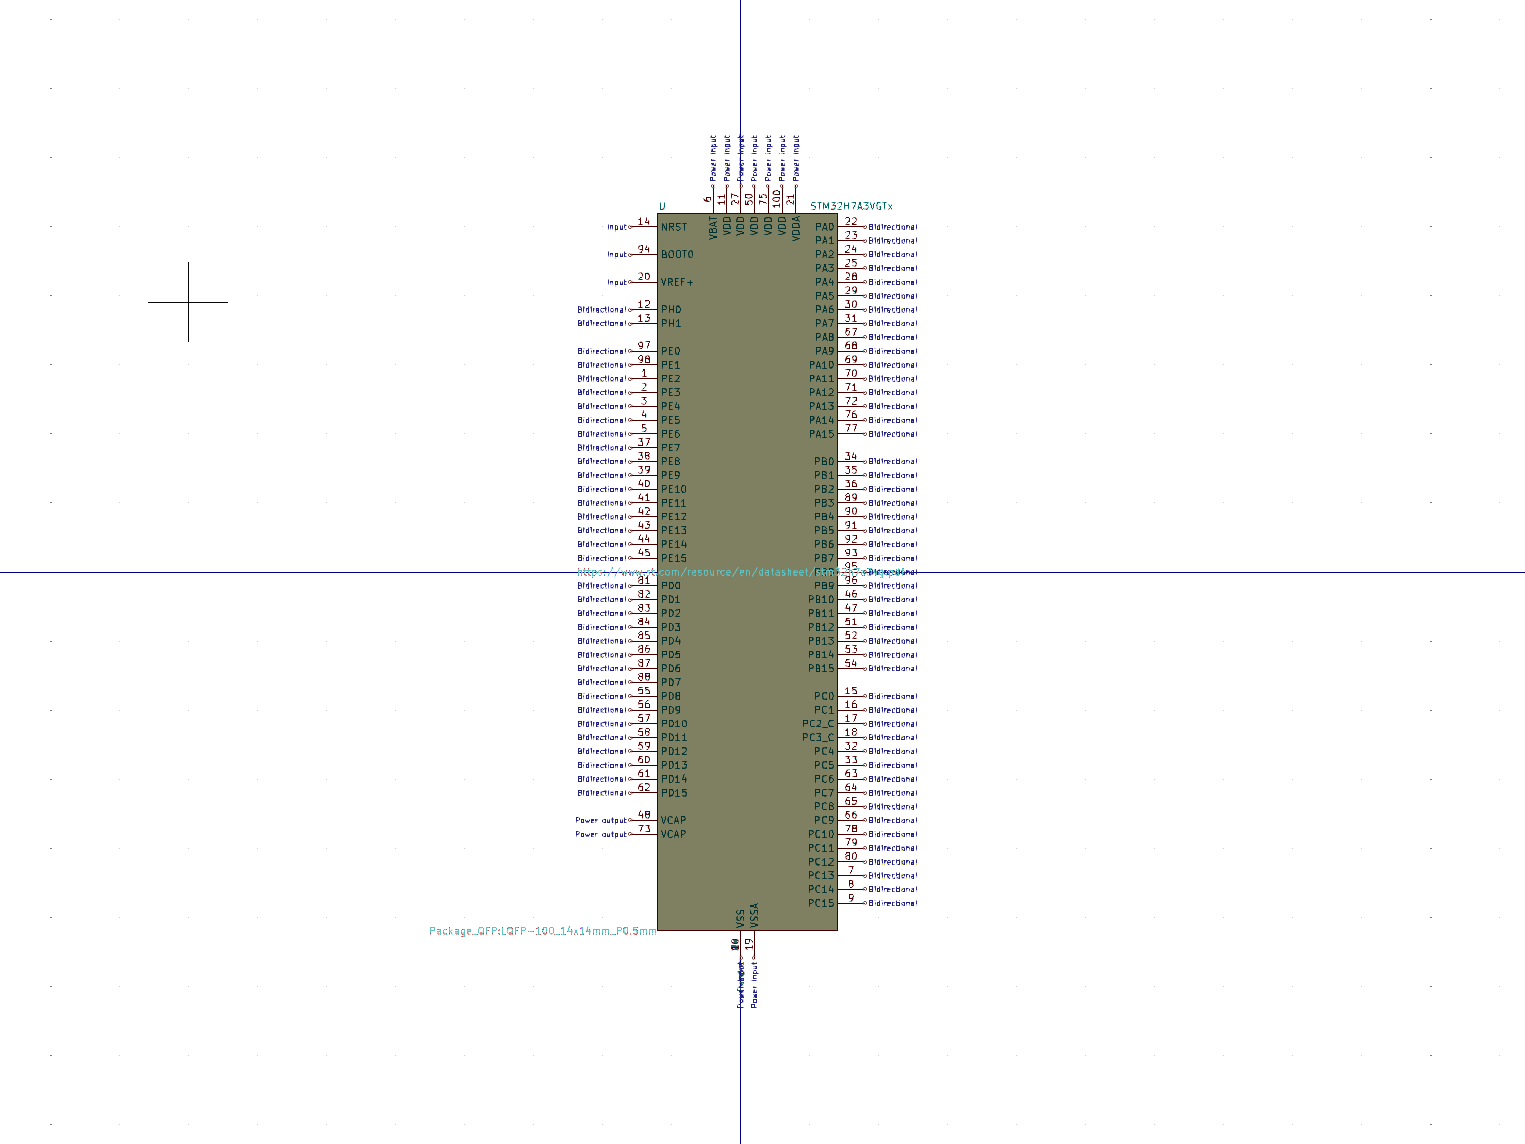 Power input Power input Power input Power input Power input Power input Power input
6 11 27 50 75 100 21
U STM32H7A3VGTx
VBAT VDD VDD VDD VDD VDD VDDA
Input 14 NRST PA0 22 Bidirectional
PA1 23 Bidirectional
Input 94 BOOT0 PA2 24 Bidirectional
PA3 25 Bidirectional
Input 20 VREF+ PA4 28 Bidirectional
PA5 29 Bidirectional
Bidirectional 12 PH0 PA6 30 Bidirectional
Bidirectional 13 PH1 PA7 31 Bidirectional
PA8 67 Bidirectional
Bidirectional 97 PE0 PA9 68 Bidirectional
Bidirectional 98 PE1 PA10 69 Bidirectional
Bidirectional 1 PE2 PA11 70 Bidirectional
Bidirectional 2 PE3 PA12 71 Bidirectional
Bidirectional 3 PE4 PA13 72 Bidirectional
Bidirectional 4 PE5 PA14 76 Bidirectional
Bidirectional 5 PE6 PA15 77 Bidirectional
Bidirectional 37 PE7
Bidirectional 38 PE8 PB0 34 Bidirectional
Bidirectional 39 PE9 PB1 35 Bidirectional
Bidirectional 40 PE10 PB2 36 Bidirectional
Bidirectional 41 PE11 PB3 89 Bidirectional
Bidirectional 42 PE12 PB4 90 Bidirectional
Bidirectional 43 PE13 PB5 91 Bidirectional
Bidirectional 44 PE14 PB6 92 Bidirectional
Bidirectional 45 PE15 PB7 93 Bidirectional
https://www.st.com/resource/en/datasheet/ 95
Bidirectional 81 PD0 PB9 96 Bidirectional
Bidirectional 82 PD1 PB10 46 Bidirectional
Bidirectional 83 PD2 PB11 47 Bidirectional
Bidirectional 84 PD3 PB12 51 Bidirectional
Bidirectional 85 PD4 PB13 52 Bidirectional
Bidirectional 86 PD5 PB14 53 Bidirectional
Bidirectional 87 PD6 PB15 54 Bidirectional
Bidirectional 88 PD7
Bidirectional 55 PD8 PC0 15 Bidirectional
Bidirectional 56 PD9 PC1 16 Bidirectional
Bidirectional 57 PD10 PC2_C 17 Bidirectional
Bidirectional 58 PD11 PC3_C 18 Bidirectional
Bidirectional 59 PD12 PC4 32 Bidirectional
Bidirectional 60 PD13 PC5 33 Bidirectional
Bidirectional 61 PD14 PC6 63 Bidirectional
Bidirectional 62 PD15 PC7 64 Bidirectional
PC8 65 Bidirectional
Power output 48 VCAP PC9 66 Bidirectional
Power output 73 VCAP PC10 78 Bidirectional
PC11 79 Bidirectional
PC12 80 Bidirectional
PC13 7 Bidirectional
PC14 8 Bidirectional
PC15 9 Bidirectional
VSS VSSA
Package_QFP:LQFP-100_14x14mm_P0.5mm
19
Power input